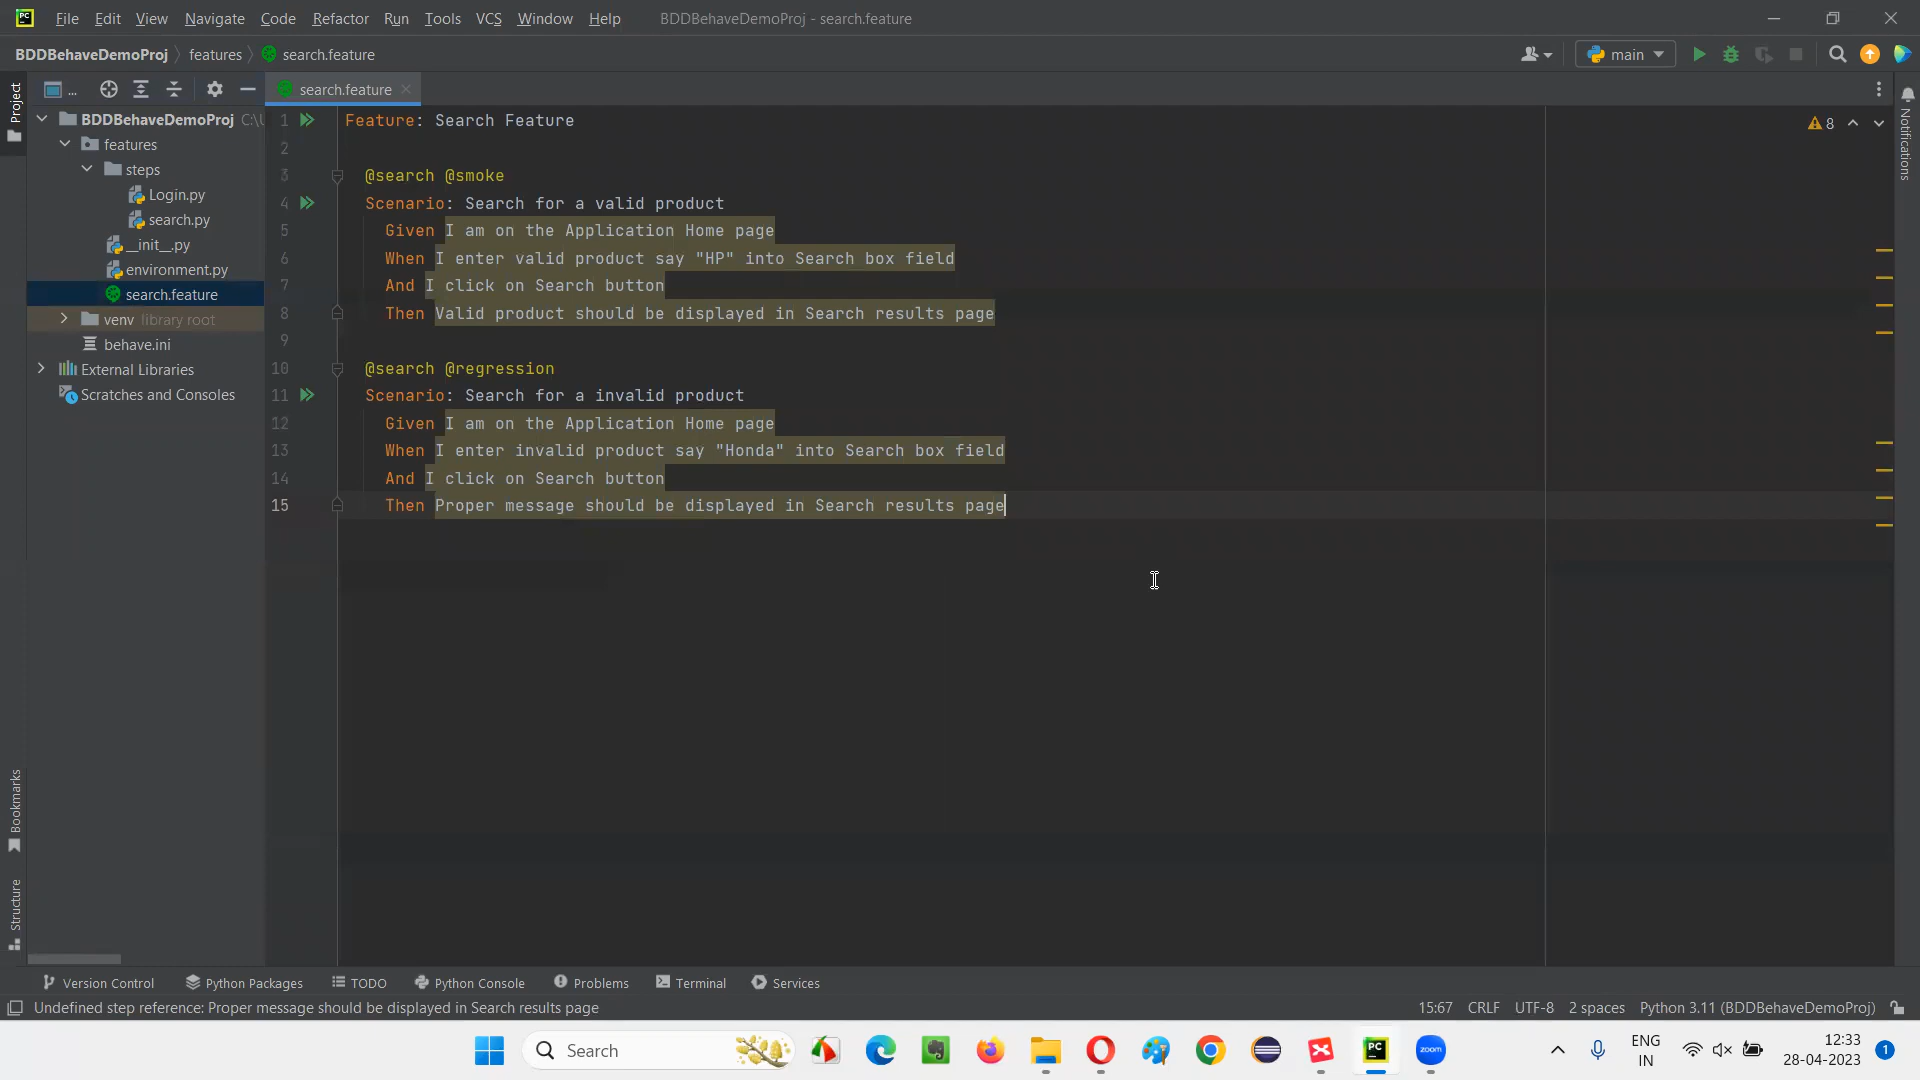 PC File Edit View Navigate Code Refactor Run Tools VCS Window Help BDDBehaveDemoProj - search.feature
BDDBehaveDemoProj features search.feature main
Project ... search.feature
BDDBehaveDemoProj C:\U
features
steps
Login.py
search.py
__init__.py
environment.py
search.feature
venv library root
behave.ini
External Libraries
Scratches and Consoles
1 Feature: Search Feature
2
3 @search @smoke
4 Scenario: Search for a valid product
5 Given I am on the Application Home page
6 When I enter valid product say "HP" into Search box field
7 And I click on Search button
8 Then Valid product should be displayed in Search results page
9
10 @search @regression
11 Scenario: Search for a invalid product
12 Given I am on the Application Home page
13 When I enter invalid product say "Honda" into Search box field
14 And I click on Search button
15 Then Proper message should be displayed in Search results page
8
Notifications
Bookmarks
Structure
Version Control Python Packages TODO Python Console Problems Terminal Services
Undefined step reference: Proper message should be displayed in Search results page 15:67 CRLF UTF-8 2 spaces Python 3.11 (BDDBehaveDemoProj)
Search PC zoom ENG 12:33
IN 28-04-2023 1